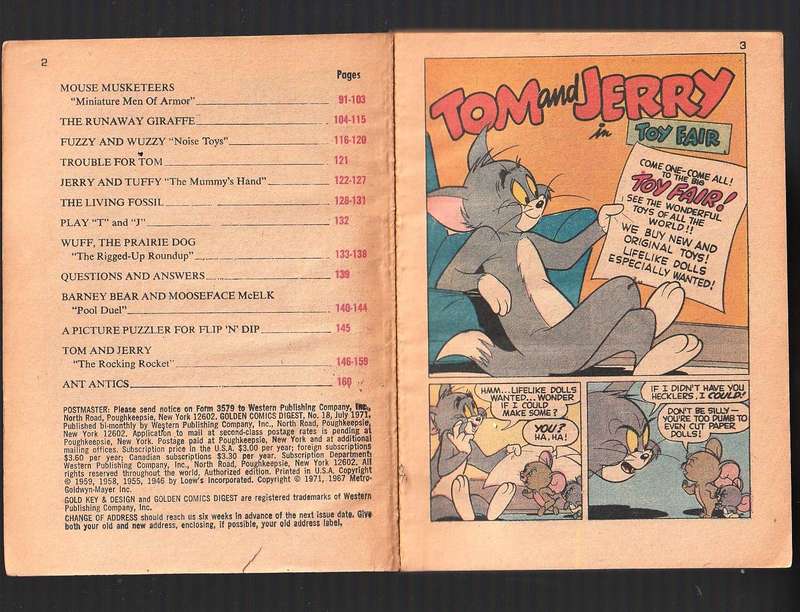 2
Pages
MOUSE MUSKETEERS
"Miniature Men Of Armor" 91-103
THE RUNAWAY GIRAFFE 104-115
FUZZY AND WUZZY "Noise Toys" 116-120
TROUBLE FOR TOM 121
JERRY AND TUFFY "The Mummy's Hand" 122-127
THE LIVING FOSSIL 128-131
PLAY "T" and "J" 132
WUFF, THE PRAIRIE DOG
"The Rigged-Up Roundup" 133-138
QUESTIONS AND ANSWERS 139
BARNEY BEAR AND MOOSEFACE McELK
"Pool Duel" 140-144
A PICTURE PUZZLER FOR FLIP 'N' DIP 145
TOM AND JERRY
"The Rocking Rocket" 146-159
ANT ANTICS 160
POSTMASTER: Please send notice on Form 3579 to Western Publishing Company, Inc.,
North Road, Poughkeepsie, New York 12602. GOLDEN COMICS DIGEST, No. 18, July 1971.
Published bi-monthly by Western Publishing Company, Inc., North Road, Poughkeepsie,
New York 12602. Application to mail at second-class postage rates is pending at
Poughkeepsie, New York. Postage paid at Poughkeepsie, New York and at additional
mailing offices. Subscription price in the U.S.A. $3.00 per year; foreign subscriptions
$3.60 per year; Canadian subscriptions $3.30 per year. Subscription Department:
Western Publishing Company, Inc., North Road, Poughkeepsie, New York 12602. All
rights reserved throughout the world. Authorized edition. Printed in U.S.A. Copyright
© 1959, 1958, 1955, 1946 by Loew's Incorporated. Copyright © 1971, 1967 Metro-
Goldwyn-Mayer Inc.
GOLD KEY & DESIGN and GOLDEN COMICS DIGEST are registered trademarks of Western
Publishing Company, Inc.
CHANGE OF ADDRESS should reach us six weeks in advance of the next issue date. Give
both your old and new address, enclosing, if possible, your old address label.
3
TOM and JERRY
in TOY FAIR
COME ONE-COME ALL!
TO THE BIG
TOY FAIR!
SEE THE WONDERFUL
TOYS OF ALL THE
WORLD!!
WE BUY NEW AND
ORIGINAL TOYS!
LIFELIKE DOLLS
ESPECIALLY WANTED!
HMM...LIFELIKE DOLLS
WANTED...WONDER
IF I COULD
MAKE SOME?
YOU?
HA, HA!
IF I DIDN'T HAVE YOU
HECKLERS, I COULD!
DON'T BE SILLY—
YOU'RE TOO DUMB TO
EVEN CUT PAPER
DOLLS!